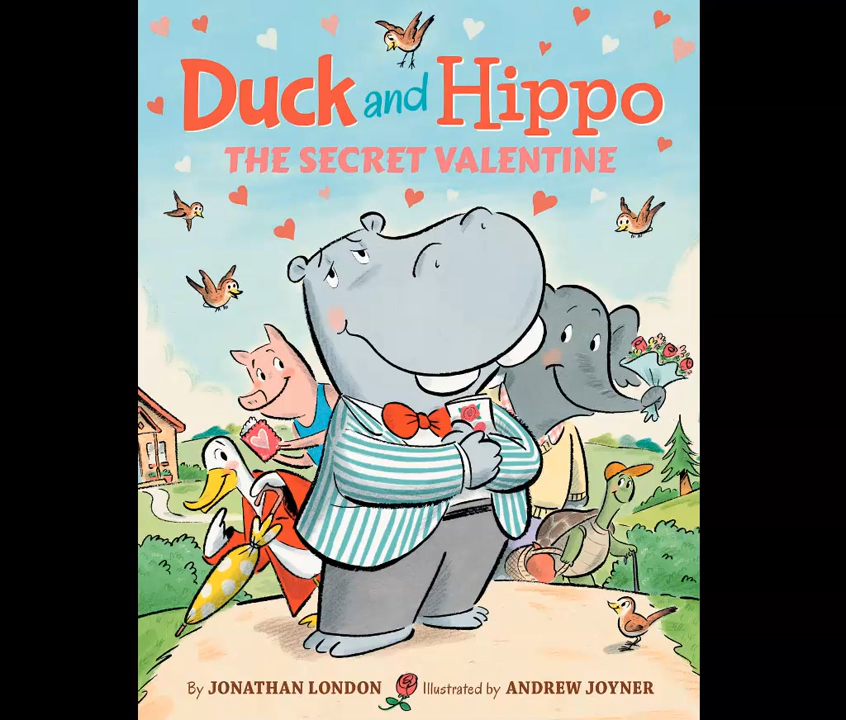 Duck and Hippo
THE SECRET VALENTINE
By JONATHAN LONDON Illustrated by ANDREW JOYNER